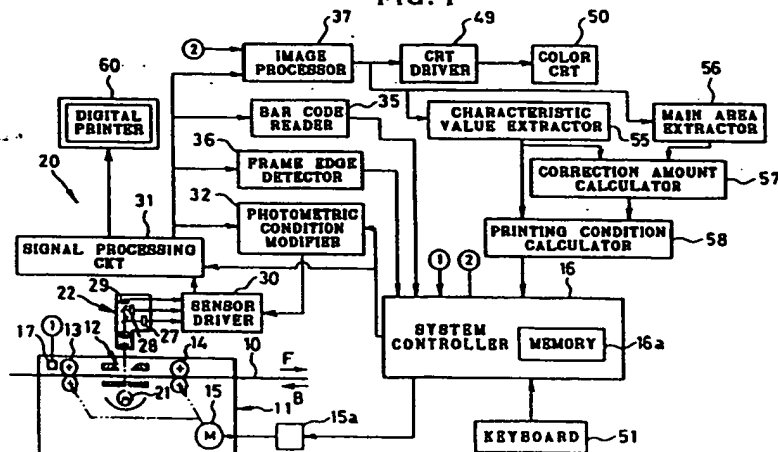 37
49
50
②
IMAGE
PROCESSOR
CRT
DRIVER
COLOR
CRT
60
DIGITAL
PRINTER
35
BAR CODE
READER
CHARACTERISTIC
VALUE EXTRACTOR
55
56
MAIN AREA
EXTRACTOR
20
36
FRAME EDGE
DETECTOR
CORRECTION AMOUNT
CALCULATOR
57
31
32
PHOTOMETRIC
CONDITION
MODIFIER
PRINTING CONDITION
CALCULATOR
58
SIGNAL PROCESSING
CKT
① ②
16
22
29
30
SENSOR
DRIVER
27
28
SYSTEM
CONTROLLER
MEMORY
16a
①
17
13
12
14
10
F
B
21
11
15
M
15a
KEYBOARD
51